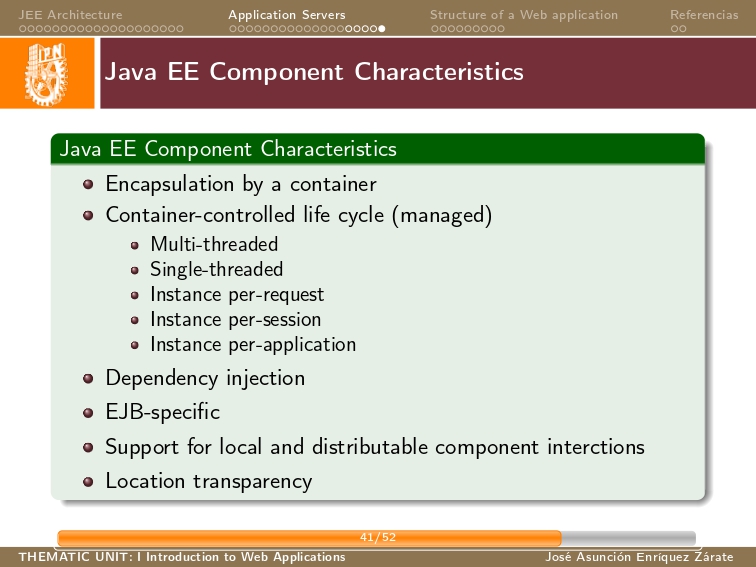 JEE Architecture Application Servers Structure of a Web application Referencias
IPN
Java EE Component Characteristics
Java EE Component Characteristics
Encapsulation by a container
Container-controlled life cycle (managed)
Multi-threaded
Single-threaded
Instance per-request
Instance per-session
Instance per-application
Dependency injection
EJB-specific
Support for local and distributable component interctions
Location transparency
41/52
THEMATIC UNIT: I Introduction to Web Applications José Asunción Enríquez Zárate